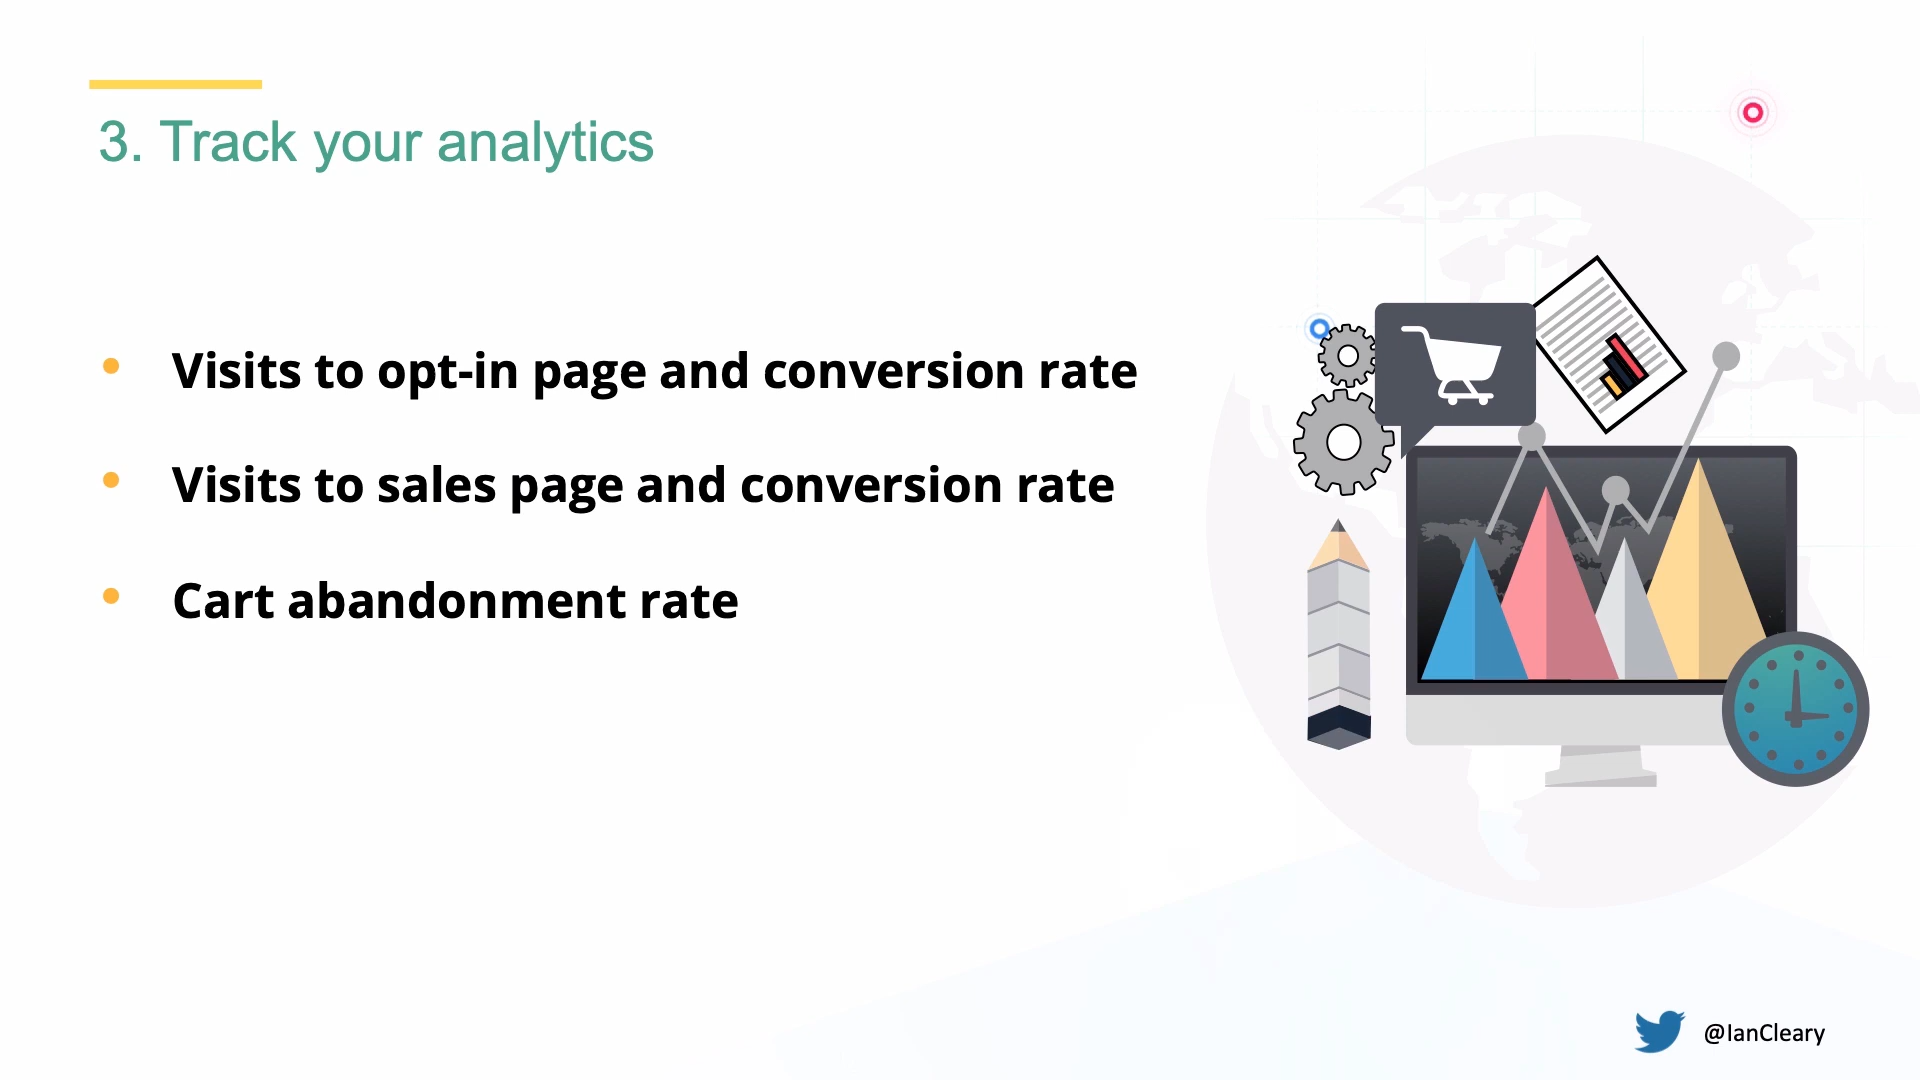 3. Track your analytics
• Visits to opt-in page and conversion rate
• Visits to sales page and conversion rate
• Cart abandonment rate
@IanCleary